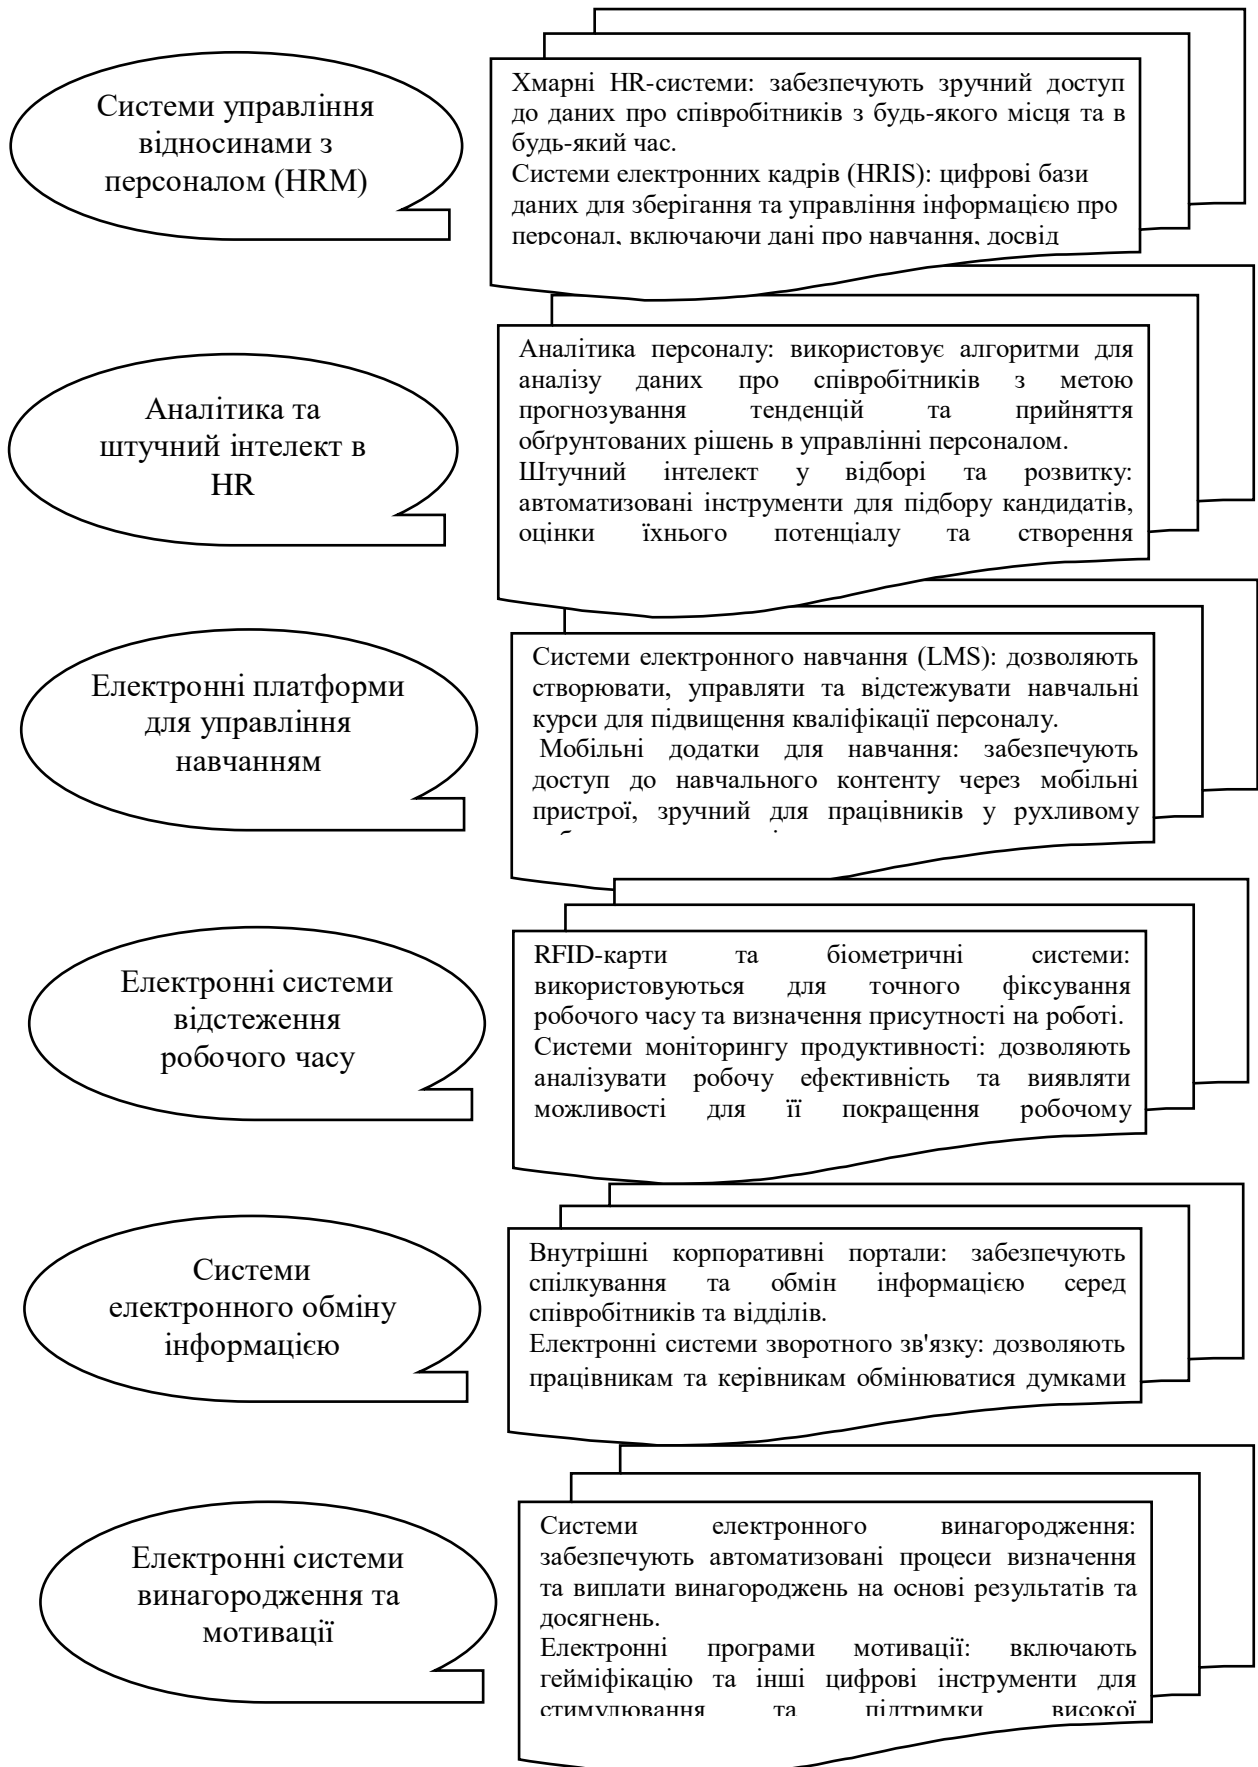 Системи управління
відносинами з
персоналом (HRM)
Хмарні HR-системи: забезпечують зручний доступ
до даних про співробітників з будь-якого місця та в
будь-який час.
Системи електронних кадрів (HRIS): цифрові бази
даних для зберігання та управління інформацією про
персонал, включаючи дані про навчання, досвід
Аналітика та
штучний інтелект в
HR
Аналітика персоналу: використовує алгоритми для
аналізу даних про співробітників з метою
прогнозування тенденцій та прийняття
обґрунтованих рішень в управлінні персоналом.
Штучний інтелект у відборі та розвитку:
автоматизовані інструменти для підбору кандидатів,
оцінки їхнього потенціалу та створення
Електронні платформи
для управління
навчанням
Системи електронного навчання (LMS): дозволяють
створювати, управляти та відстежувати навчальні
курси для підвищення кваліфікації персоналу.
Мобільні додатки для навчання: забезпечують
доступ до навчального контенту через мобільні
пристрої, зручний для працівників у рухливому
Електронні системи
відстеження
робочого часу
RFID-карти та біометричні системи:
використовуються для точного фіксування
робочого часу та визначення присутності на роботі.
Системи моніторингу продуктивності: дозволяють
аналізувати робочу ефективність та виявляти
можливості для її покращення робочому
Системи
електронного обміну
інформацією
Внутрішні корпоративні портали: забезпечують
спілкування та обмін інформацією серед
співробітників та відділів.
Електронні системи зворотного зв'язку: дозволяють
працівникам та керівникам обмінюватися думками
Електронні системи
винагородження та
мотивації
Системи електронного винагородження:
забезпечують автоматизовані процеси визначення
та виплати винагороджень на основі результатів та
досягнень.
Електронні програми мотивації: включають
гейміфікацію та інші цифрові інструменти для
стимулювання та підтримки високої